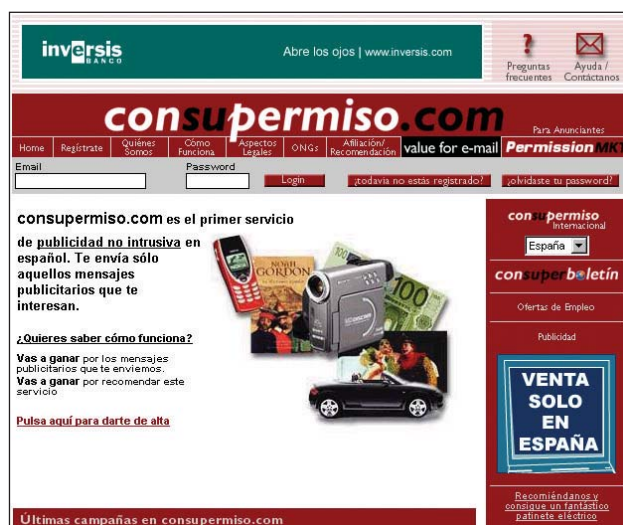 inversis
BANCO
Abre los ojos | www.inversis.com
?
Preguntas
frecuentes
Ayuda /
Contáctanos
consupermiso.com
Para Anunciantes
Home
Regístrate
Quiénes
Somos
Cómo
Funciona
Aspectos
Legales
ONGs
Afiliación/
Recomendación
value for e-mail
Permission MKT
Email
Password
Login
¿todavia no estás registrado?
¿olvidaste tu password?
consupermiso.com es el primer servicio
de publicidad no intrusiva en
español. Te envía sólo
aquellos mensajes
publicitarios que te
interesan.
¿Quieres saber cómo funciona?
Vas a ganar por los mensajes
publicitarios que te enviemos.
Vas a ganar por recomendar este
servicio
Pulsa aquí para darte de alta
NOAH
GORDON
100
consupermiso
Internacional
España
consuperboletín
Ofertas de Empleo
Publicidad
VENTA
SOLO
EN
ESPAÑA
Recomiéndanos y
consigue un fantástico
patinete eléctrico
Últimas campañas en consupermiso.com